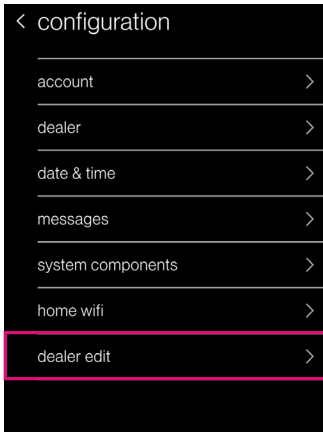 configuration
account
dealer
date & time
messages
system components
home wifi
dealer edit